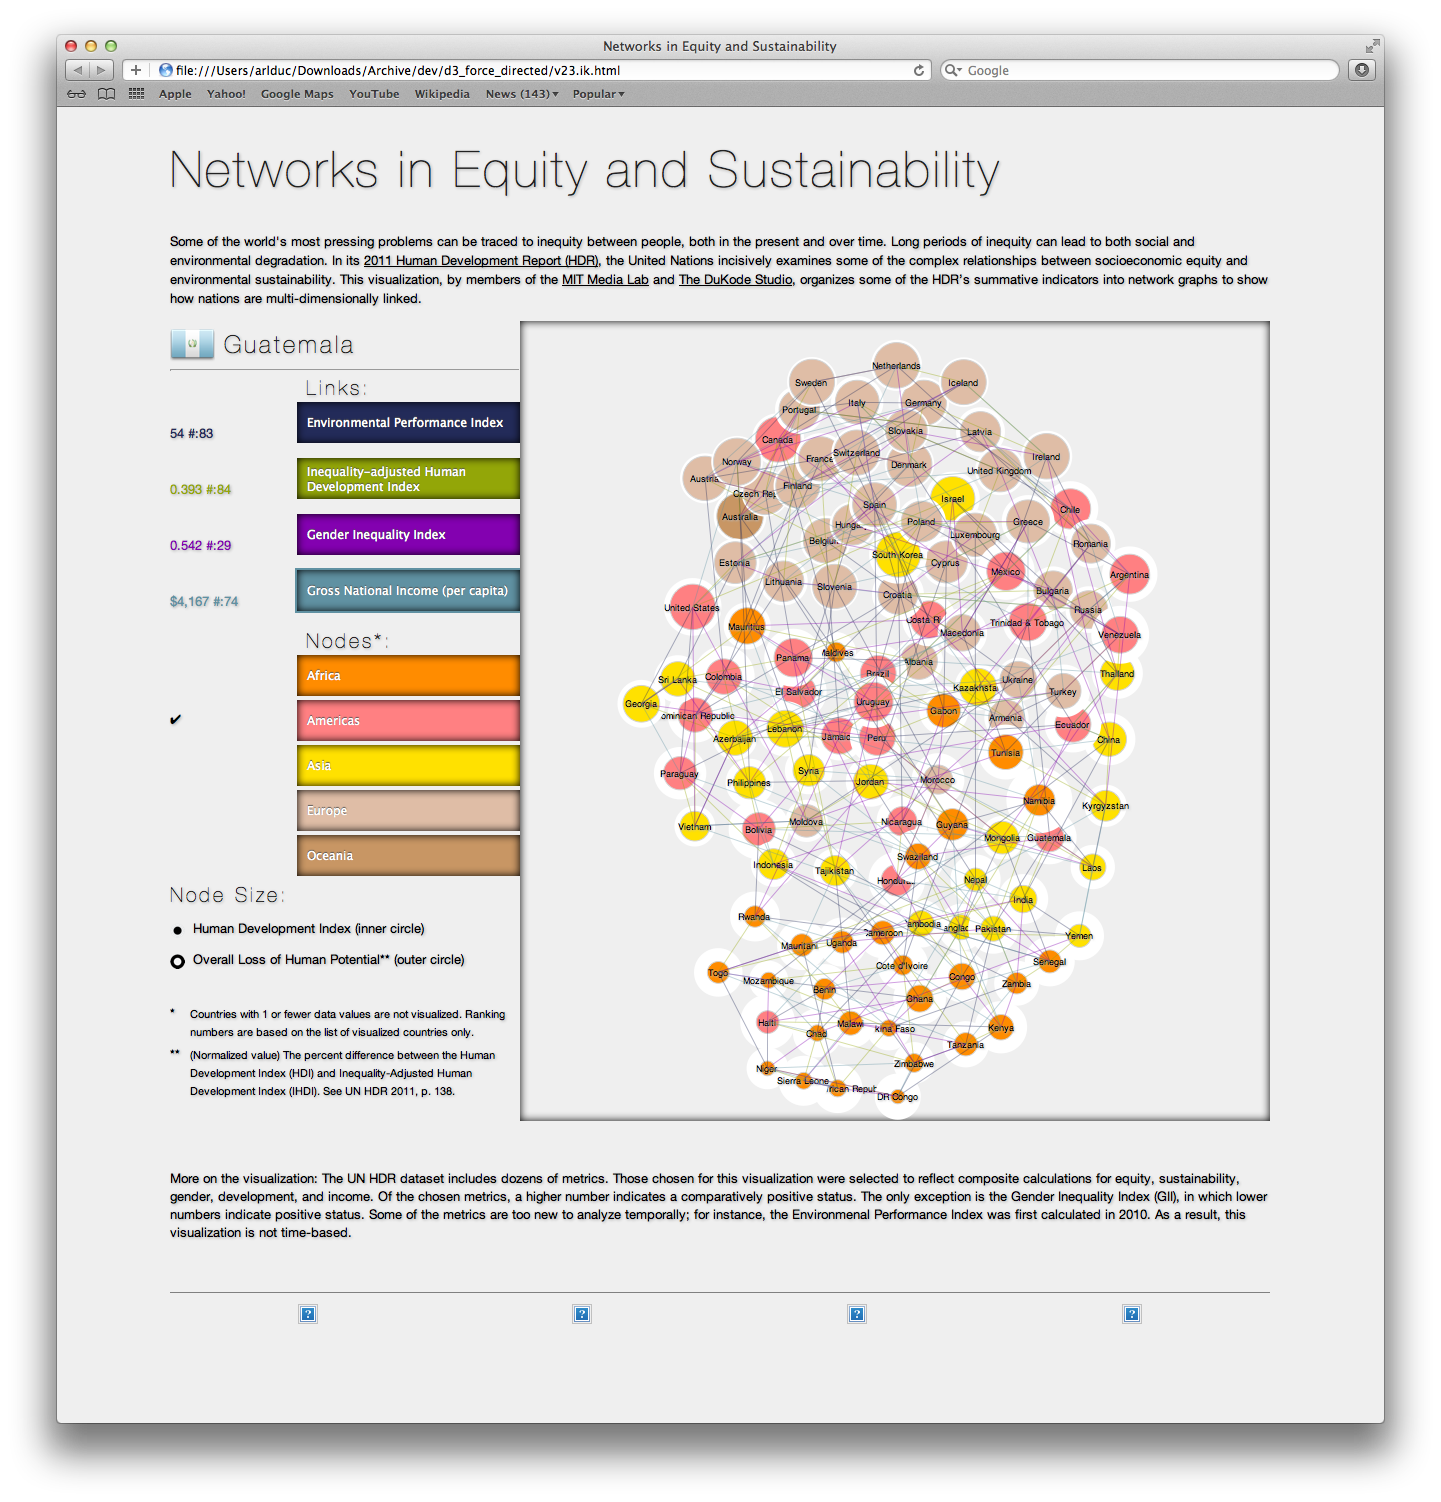 Networks in Equity and Sustainability
file:///Users/arlduc/Downloads/Archive/dev/d3_force_directed/v23.ik.html
Google
Apple Yahoo! Google Maps YouTube Wikipedia News (143) Popular
Networks in Equity and Sustainability
Some of the world's most pressing problems can be traced to inequity between people, both in the present and over time. Long periods of inequity can lead to both social and
environmental degradation. In its 2011 Human Development Report (HDR), the United Nations incisively examines some of the complex relationships between socioeconomic equity and
environmental sustainability. This visualization, by members of the MIT Media Lab and The DuKode Studio, organizes some of the HDR's summative indicators into network graphs to show
how nations are multi-dimensionally linked.
Guatemala
Links:
54 #:83
Environmental Performance Index
0.393 #:84
Inequality-adjusted Human
Development Index
0.542 #:29
Gender Inequality Index
$4,167 #:74
Gross National Income (per capita)
Nodes*:
Africa
✔
Americas
Asia
Europe
Oceania
Node Size:
Human Development Index (inner circle)
Overall Loss of Human Potential** (outer circle)
* Countries with 1 or fewer data values are not visualized. Ranking
numbers are based on the list of visualized countries only.
** (Normalized value) The percent difference between the Human
Development Index (HDI) and Inequality-Adjusted Human
Development Index (IHDI). See UN HDR 2011, p. 138.
Netherlands
Sweden
Iceland
Italy
Germany
Portugal
Slovakia
Latvia
Canada
Switzerland
France
Ireland
Norway
Denmark
United Kingdom
Austria
Finland
Czech Rep
Israel
Spain
Chile
Australia
Poland
Greece
Hunga
Luxembourg
Belgiun
Romania
South Korea
Estonia
Cyprus
Mexico
Argentina
Lithuania
Slovenia
Bulgaria
Croatia
United States
Russia
Costa R
Trinidad & Tobago
Mauritius
Macedonia
Venezuela
Maldives
Panama
Albania
Brazil
Thailand
Colombia
Sri Lanka
Ukraine
Kazakhsta
El Salvador
Turkey
Georgia
Uruguay
Gabon
ominican Republic
Armenia
Ecuador
Lebanon
Jamaic
Peru
Azerbaijan
China
Tunisia
Syria
Paraguay
Philippines
Jordan
Morocco
Namibia
Kyrgyzstan
Moldova
Nicaragua
Guyana
Vietnam
Bolivia
Mongolia
Guatemala
Swaziland
Indonesia
Laos
Tajikistan
Nepal
India
Rwanda
ambodia
Pakistan
Cameroon
Yemen
Uganda
Mauritani
Senegal
Cote d'Ivoire
Togo
Congo
Mozambique
Zambia
Benin
Ghana
Haiti
Malawi
Kenya
kina Faso
Chad
Tanzania
Zimbabwe
Niger
Sierra Leone
rican Repub
DR Congo
More on the visualization: The UN HDR dataset includes dozens of metrics. Those chosen for this visualization were selected to reflect composite calculations for equity, sustainability,
gender, development, and income. Of the chosen metrics, a higher number indicates a comparatively positive status. The only exception is the Gender Inequality Index (GII), in which lower
numbers indicate positive status. Some of the metrics are too new to analyze temporally; for instance, the Environmenal Performance Index was first calculated in 2010. As a result, this
visualization is not time-based.
? ? ? ?